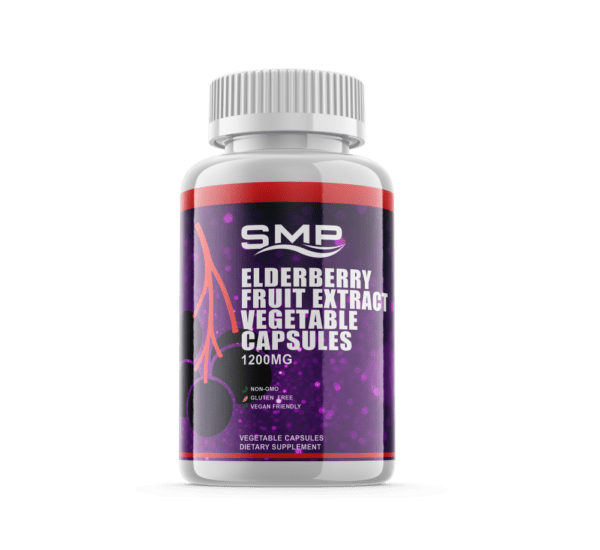 SMP
ELDERBERRY
FRUIT EXTRACT
VEGETABLE
CAPSULES
1200MG
NON-GMO
GLUTEN FREE
VEGAN FRIENDLY
VEGETABLE CAPSULES
DIETARY SUPPLEMENT